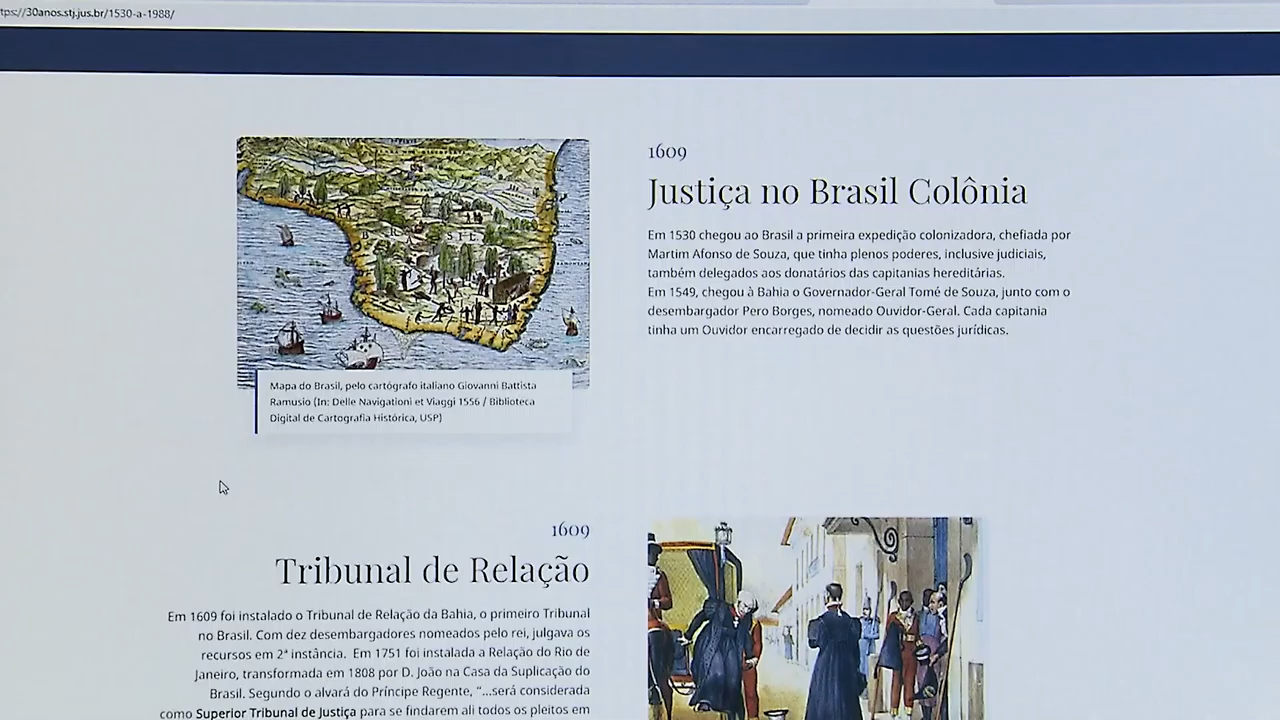 tps://30anos.stj.jus.br/1530-a-1988/
1609
Justiça no Brasil Colônia
Em 1530 chegou ao Brasil a primeira expedição colonizadora, chefiada por
Martim Afonso de Souza, que tinha plenos poderes, inclusive judiciais,
também delegados aos donatários das capitanias hereditárias.
Em 1549, chegou à Bahia o Governador-Geral Tomé de Souza, junto com o
desembargador Pero Borges, nomeado Ouvidor-Geral. Cada capitania
tinha um Ouvidor encarregado de decidir as questões jurídicas.
BRASIL
Mapa do Brasil, pelo cartógrafo italiano Giovanni Battista
Ramusio (In: Delle Navigationi et Viaggi 1556 / Biblioteca
Digital de Cartografia Histórica, USP)
1609
Tribunal de Relação
Em 1609 foi instalado o Tribunal de Relação da Bahia, o primeiro Tribunal
no Brasil. Com dez desembargadores nomeados pelo rei, julgava os
recursos em 2ª instância. Em 1751 foi instalada a Relação do Rio de
Janeiro, transformada em 1808 por D. João na Casa da Suplicação do
Brasil. Segundo o alvará do Príncipe Regente, "...será considerada
como Superior Tribunal de Justiça para se findarem ali todos os pleitos em